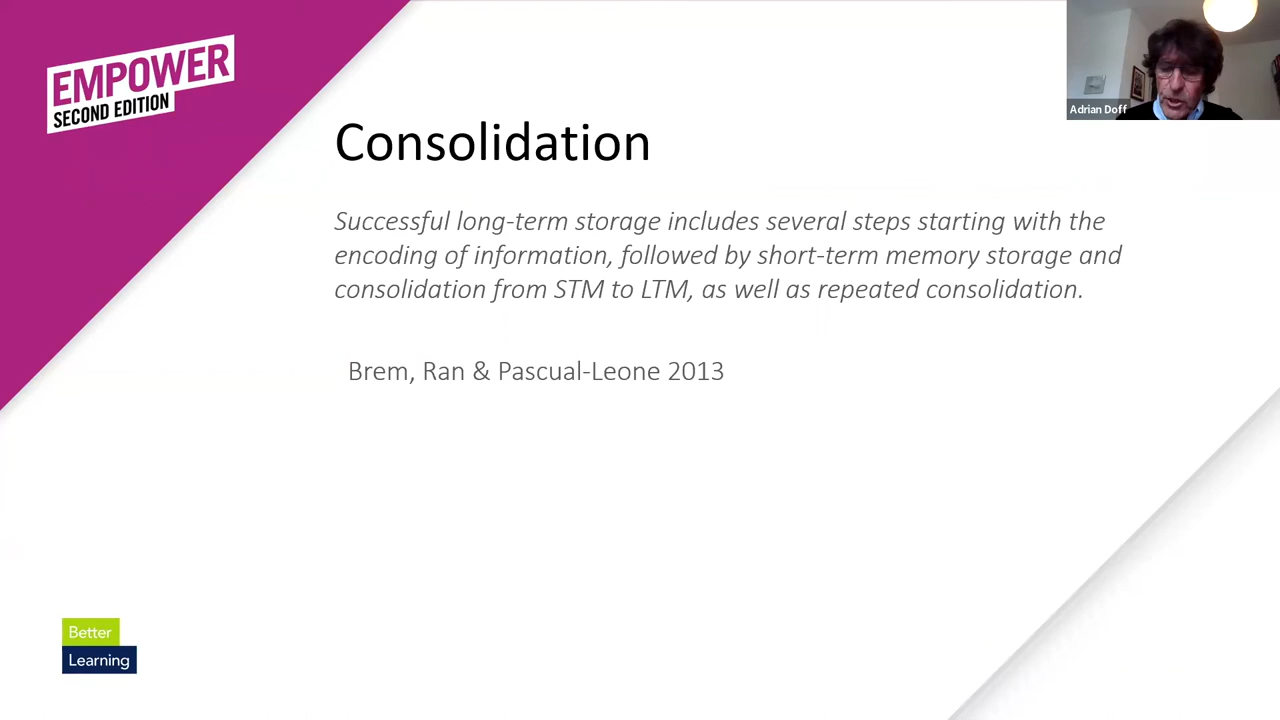 EMPOWER
SECOND EDITION
Adrian Doff
Consolidation
Successful long-term storage includes several steps starting with the
encoding of information, followed by short-term memory storage and
consolidation from STM to LTM, as well as repeated consolidation.
Brem, Ran & Pascual-Leone 2013
Better
Learning